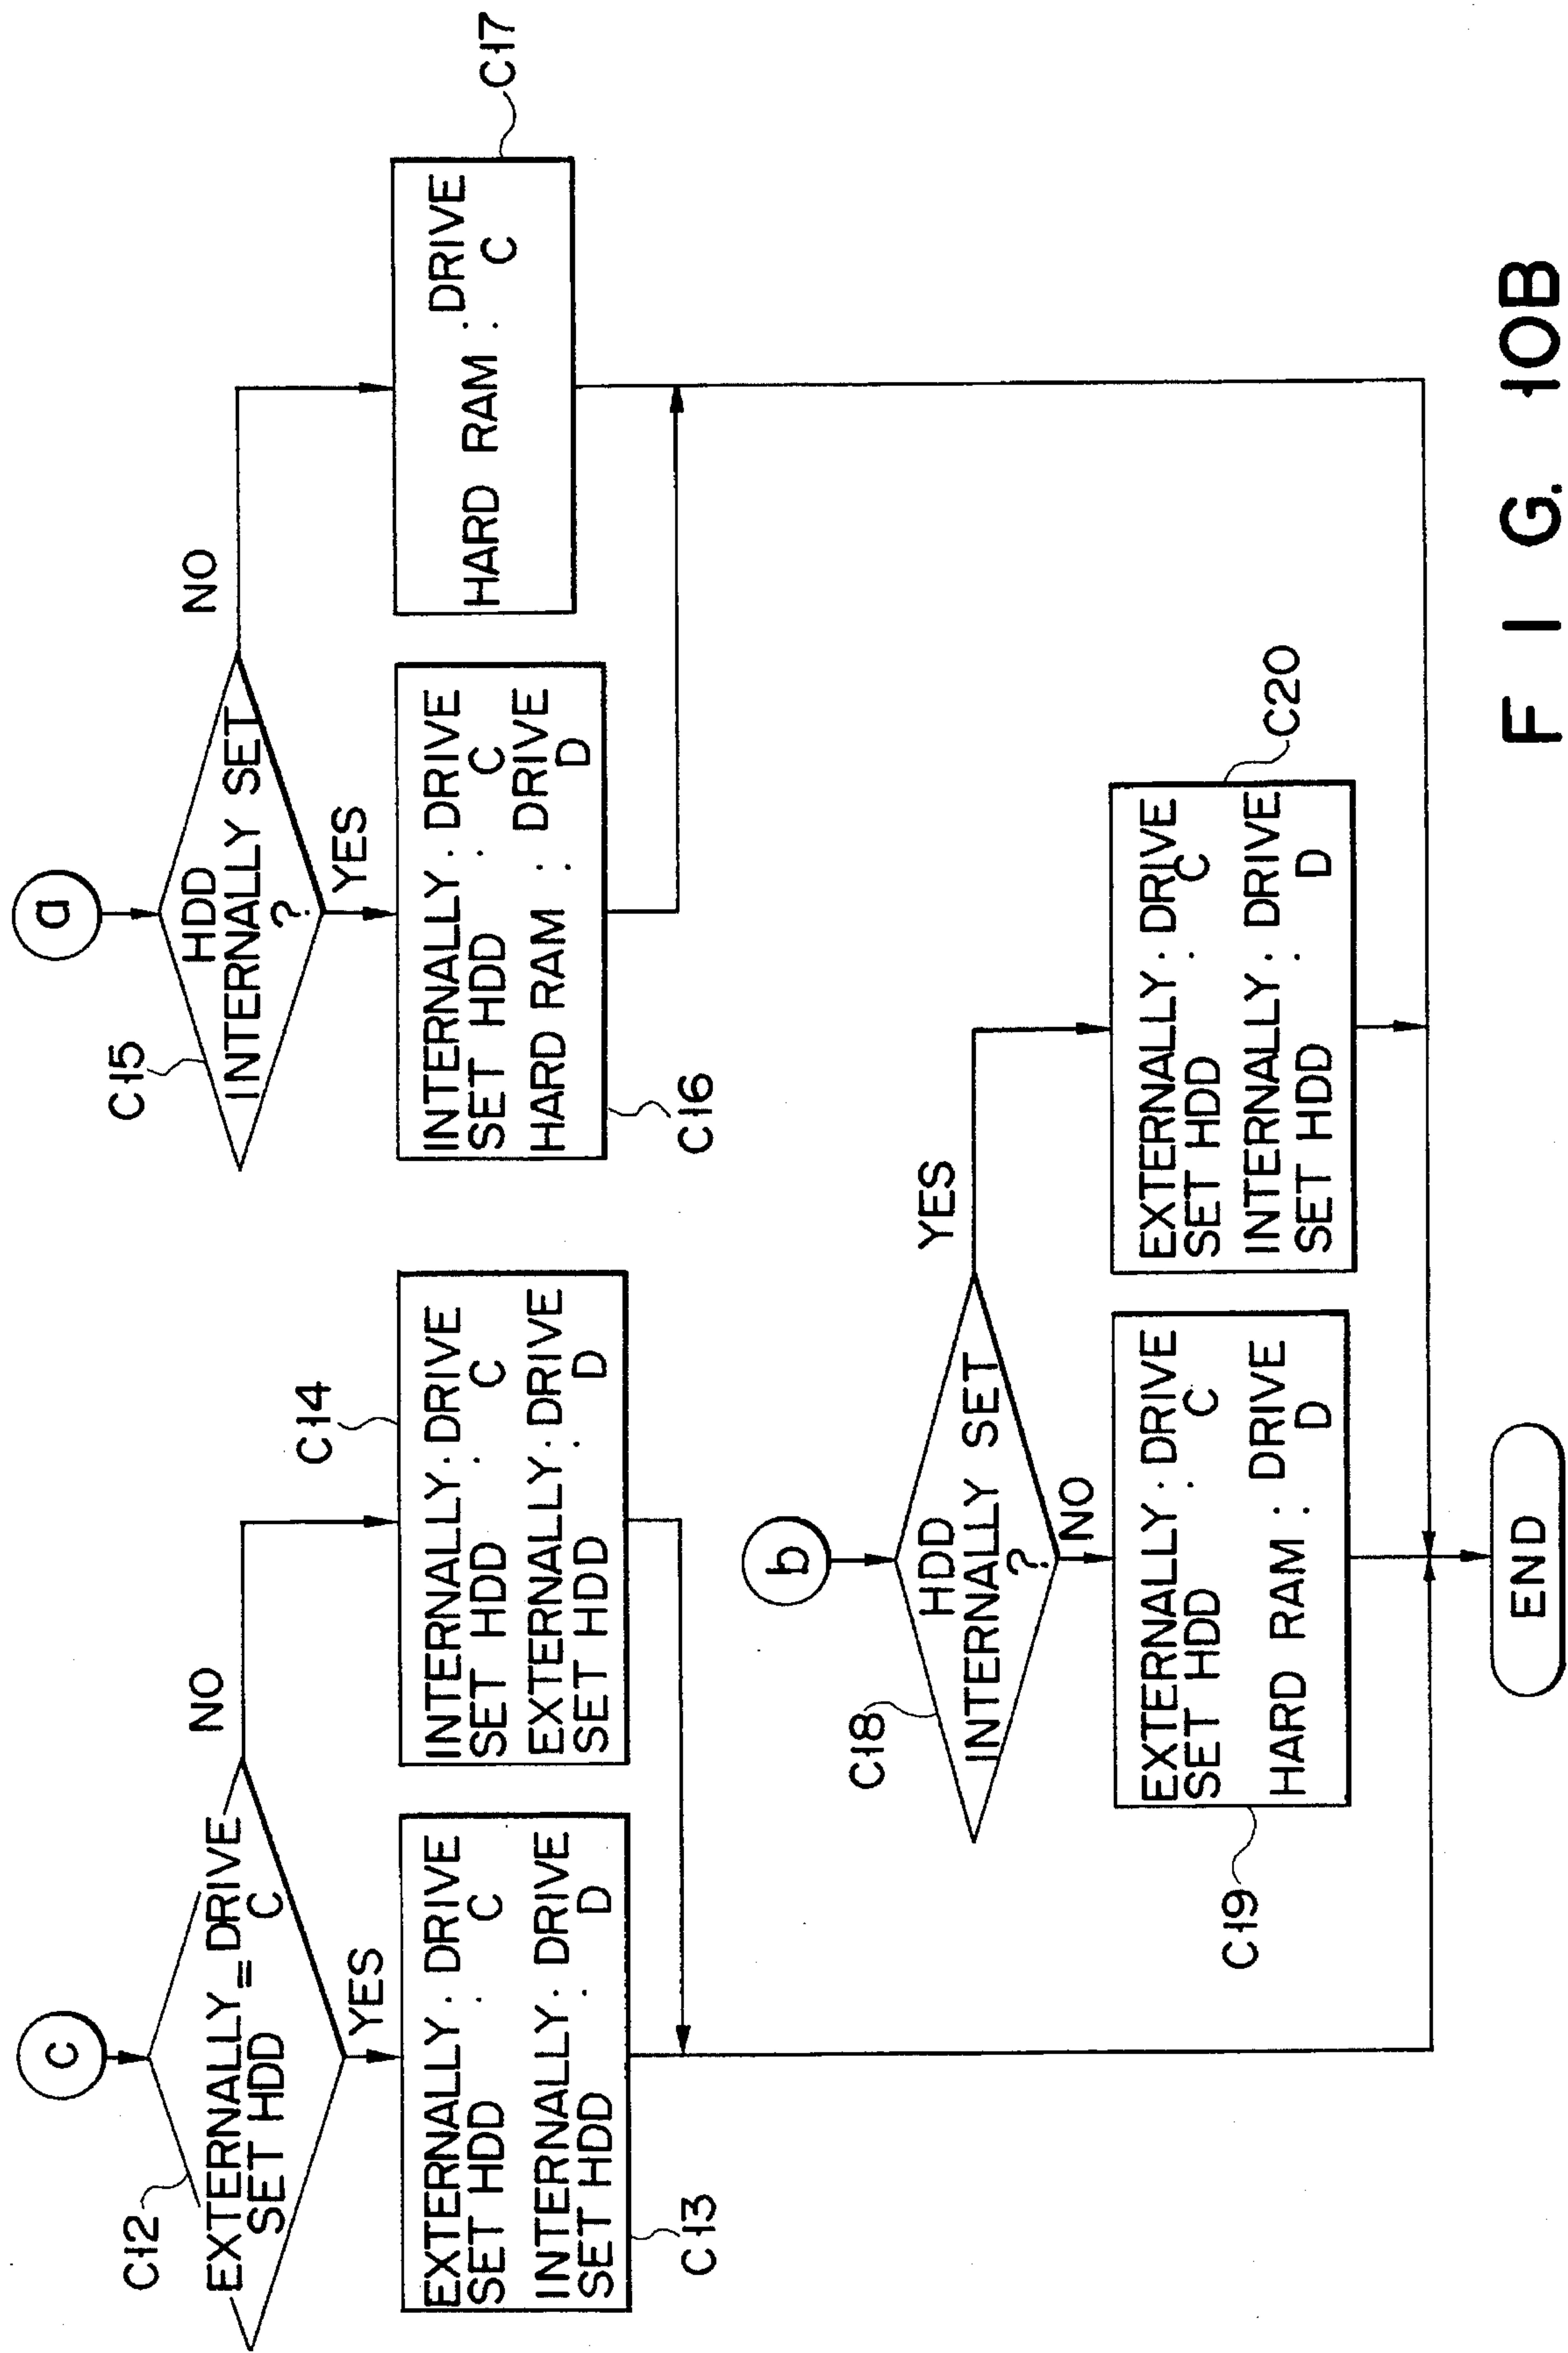 c
C12
EXTERNALLY = DRIVE
SET HDD C
NO
YES
EXTERNALLY : DRIVE
SET HDD C
INTERNALLY : DRIVE
SET HDD D
C13
C14
INTERNALLY : DRIVE
SET HDD C
EXTERNALLY : DRIVE
SET HDD D
a
C15
HDD
INTERNALLY SET
?
NO
YES
INTERNALLY : DRIVE
SET HDD C
HARD RAM : DRIVE
D
C16
HARD RAM : DRIVE
C
C17
b
C18
HDD
INTERNALLY SET
?
YES
NO
EXTERNALLY : DRIVE
SET HDD C
HARD RAM : DRIVE
D
C19
EXTERNALLY : DRIVE
SET HDD C
INTERNALLY : DRIVE
SET HDD D
C20
END
FIG. 10B